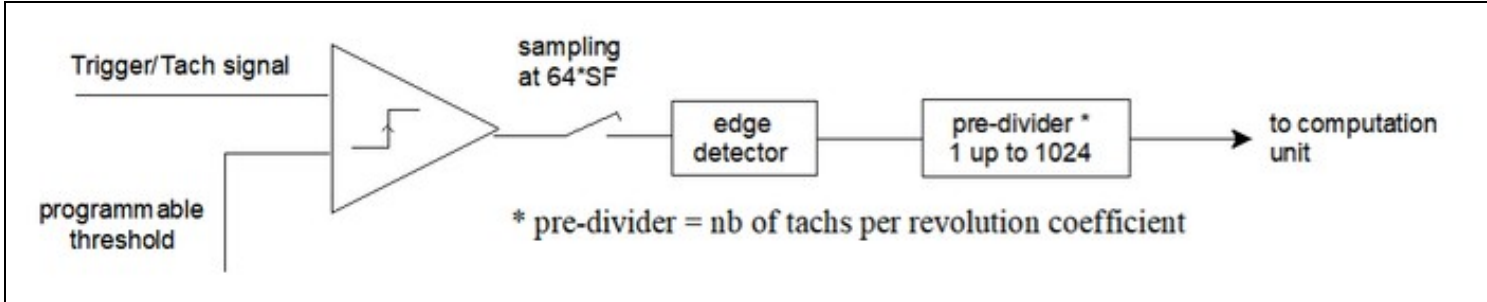 Trigger/Tach signal
programmable
threshold
sampling
at 64*SF
edge
detector
pre-divider *
1 up to 1024
to computation
unit
* pre-divider = nb of tachs per revolution coefficient